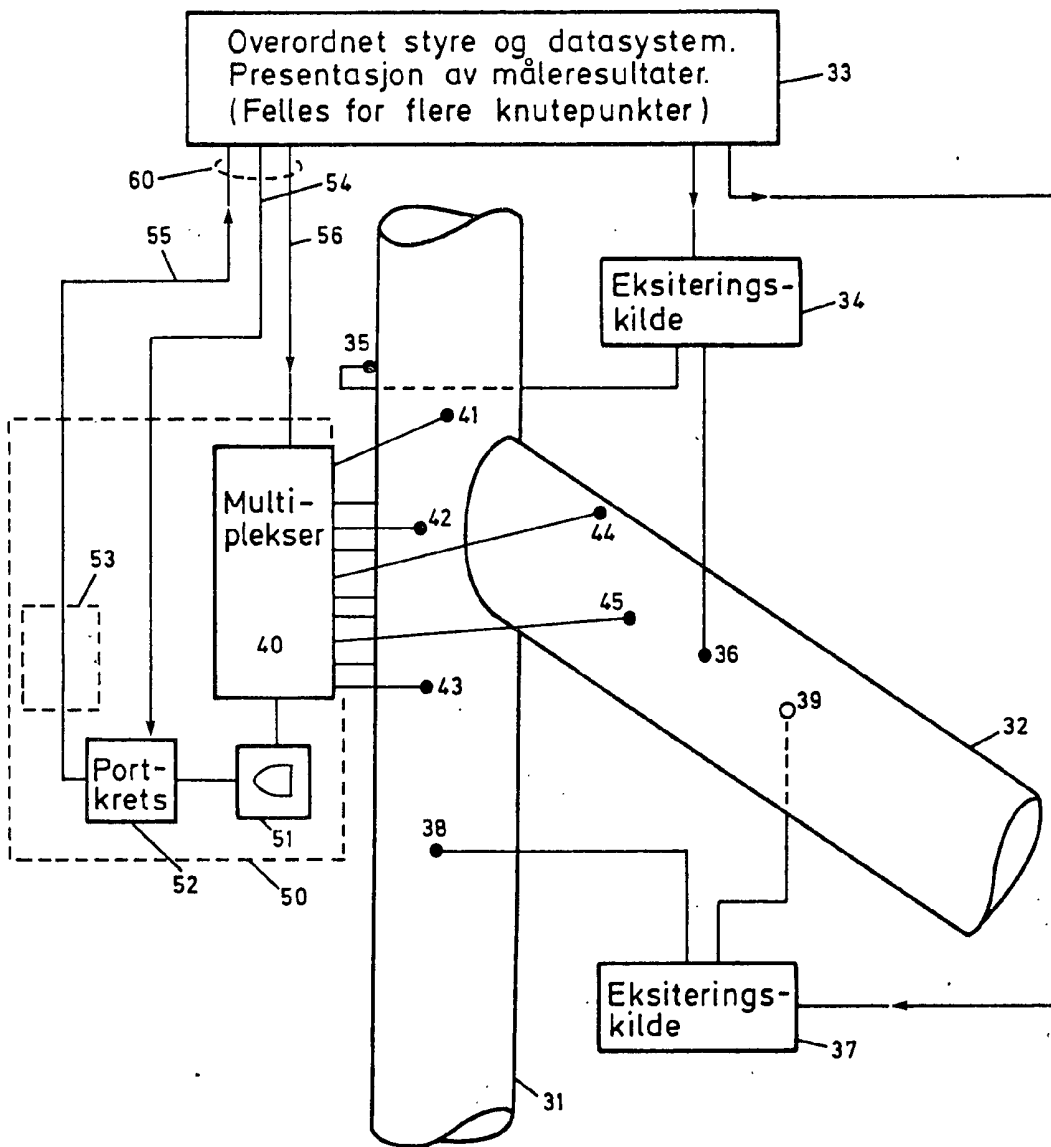 Overordnet styre og datasystem.
Presentasjon av måleresultater.
(Felles for flere knutepunkter)
33
60
54
56
55
Eksiterings-
kilde
34
35
41
Multi-
plekser
40
42
44
53
45
36
43
39
32
Port-
krets
51
52
50
38
Eksiterings-
kilde
37
31